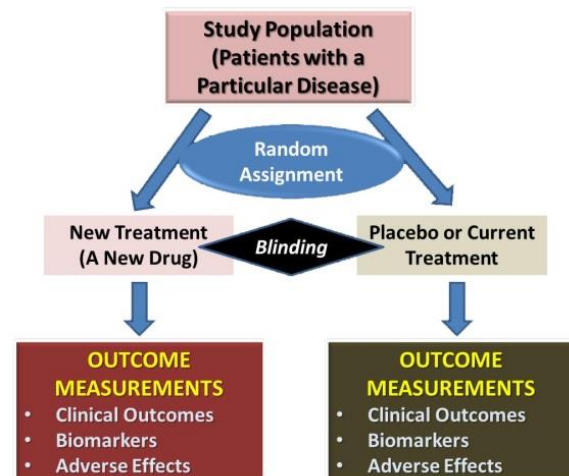 Study Population
(Patients with a
Particular Disease)
Random
Assignment
New Treatment
(A New Drug)
Blinding
Placebo or Current
Treatment
OUTCOME
MEASUREMENTS
• Clinical Outcomes
• Biomarkers
• Adverse Effects
OUTCOME
MEASUREMENTS
• Clinical Outcomes
• Biomarkers
• Adverse Effects